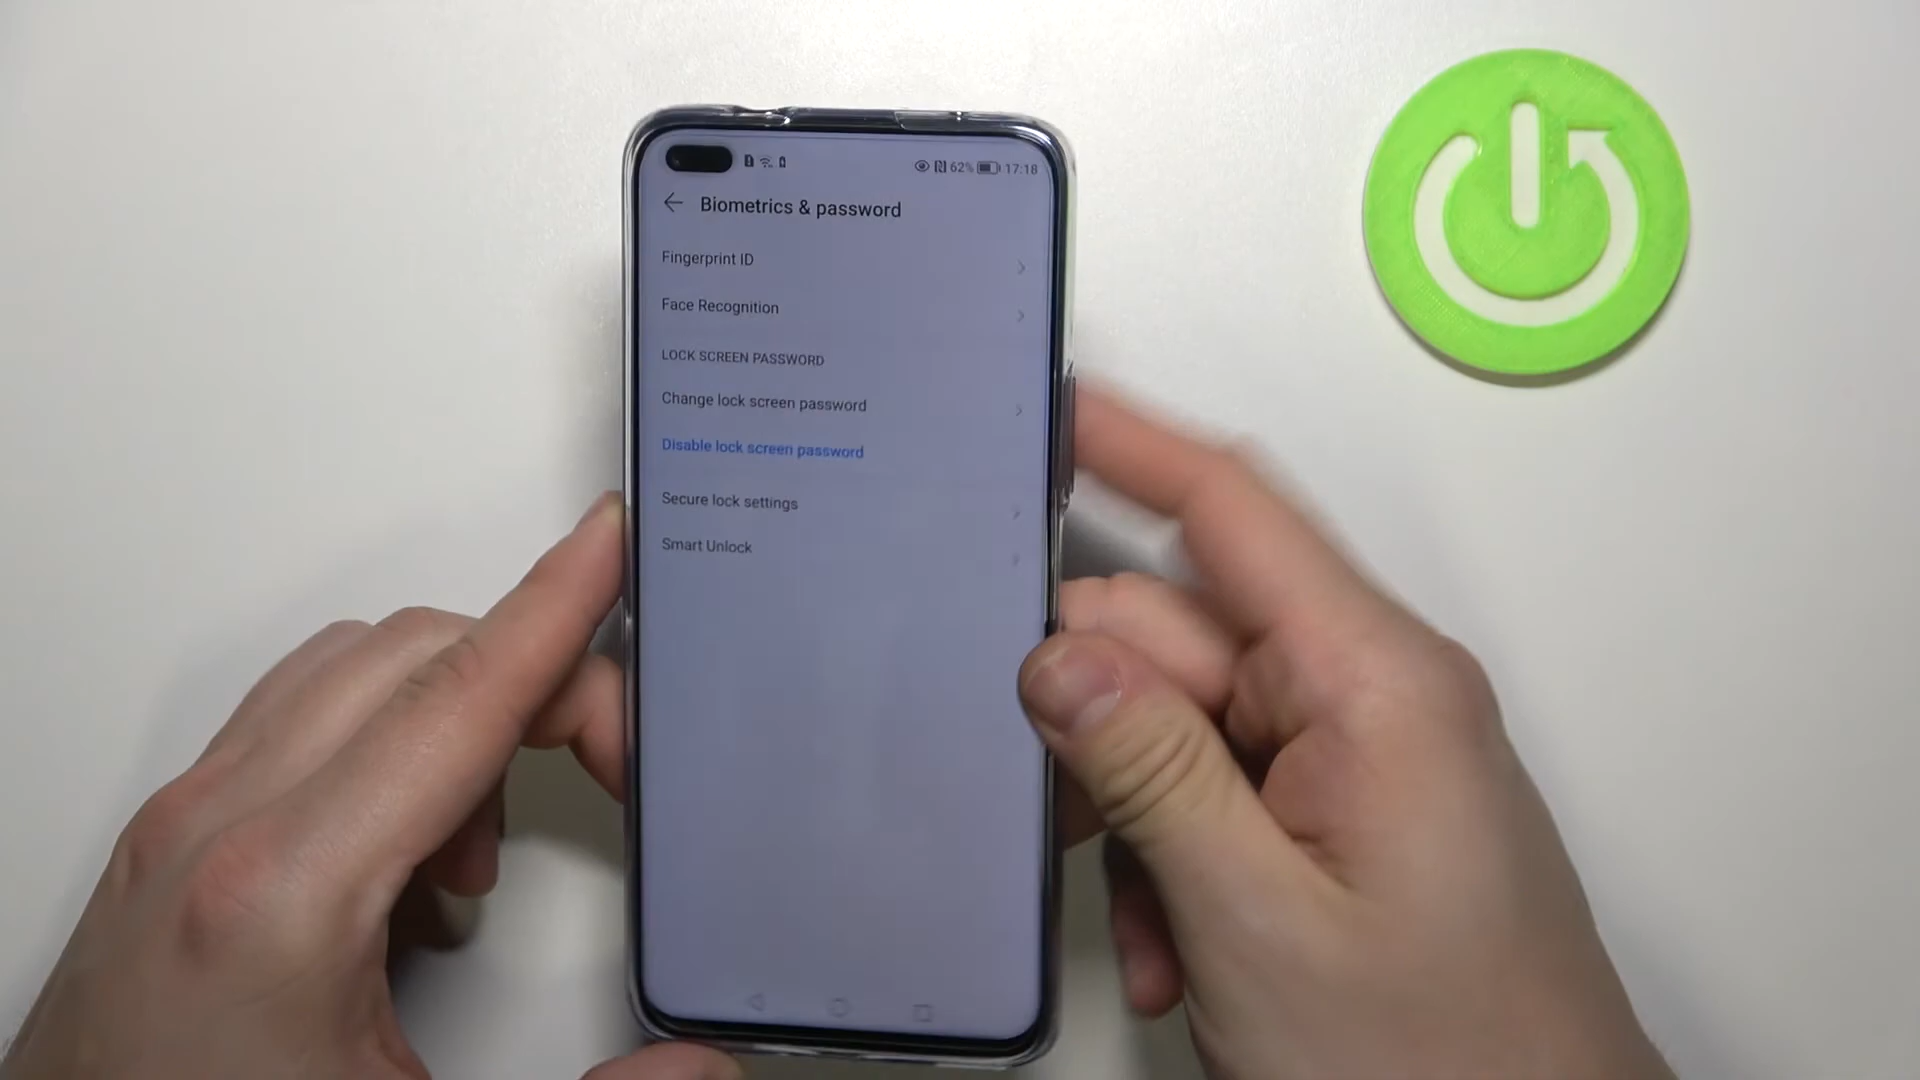 62% 17:18
Biometrics & password
Fingerprint ID
Face Recognition
LOCK SCREEN PASSWORD
Change lock screen password
Disable lock screen password
Secure lock settings
Smart Unlock